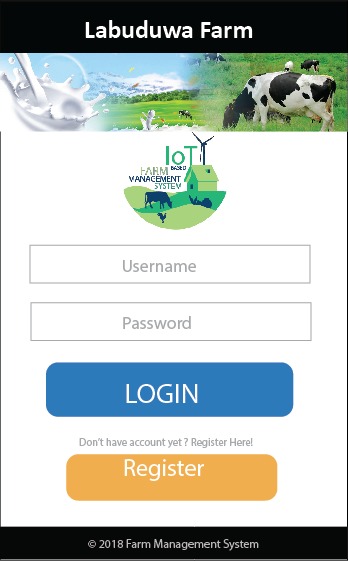 Labuduwa Farm
IoT
BASED
FARM
MANAGEMENT
SYSTEM
Username
Password
LOGIN
Don't have account yet ? Register Here!
Register
© 2018 Farm Management System